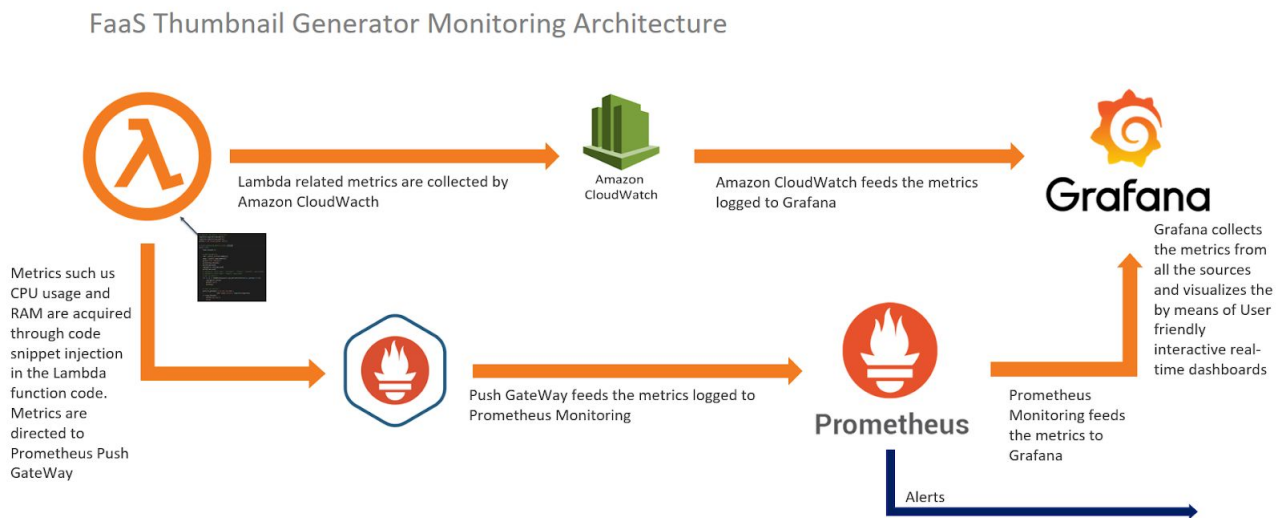 FaaS Thumbnail Generator Monitoring Architecture
Lambda related metrics are collected by
Amazon CloudWacth
Amazon
CloudWatch
Amazon CloudWatch feeds the metrics
logged to Grafana
Grafana
Grafana collects
the metrics from
all the sources
and visualizes the
by means of User
friendly
interactive real-
time dashboards
Metrics such us
CPU usage and
RAM are acquired
through code
snippet injection
in the Lambda
function code.
Metrics are
directed to
Prometheus Push
GateWay
Push GateWay feeds the metrics logged to
Prometheus Monitoring
Prometheus
Prometheus
Monitoring feeds
the metrics to
Grafana
Alerts